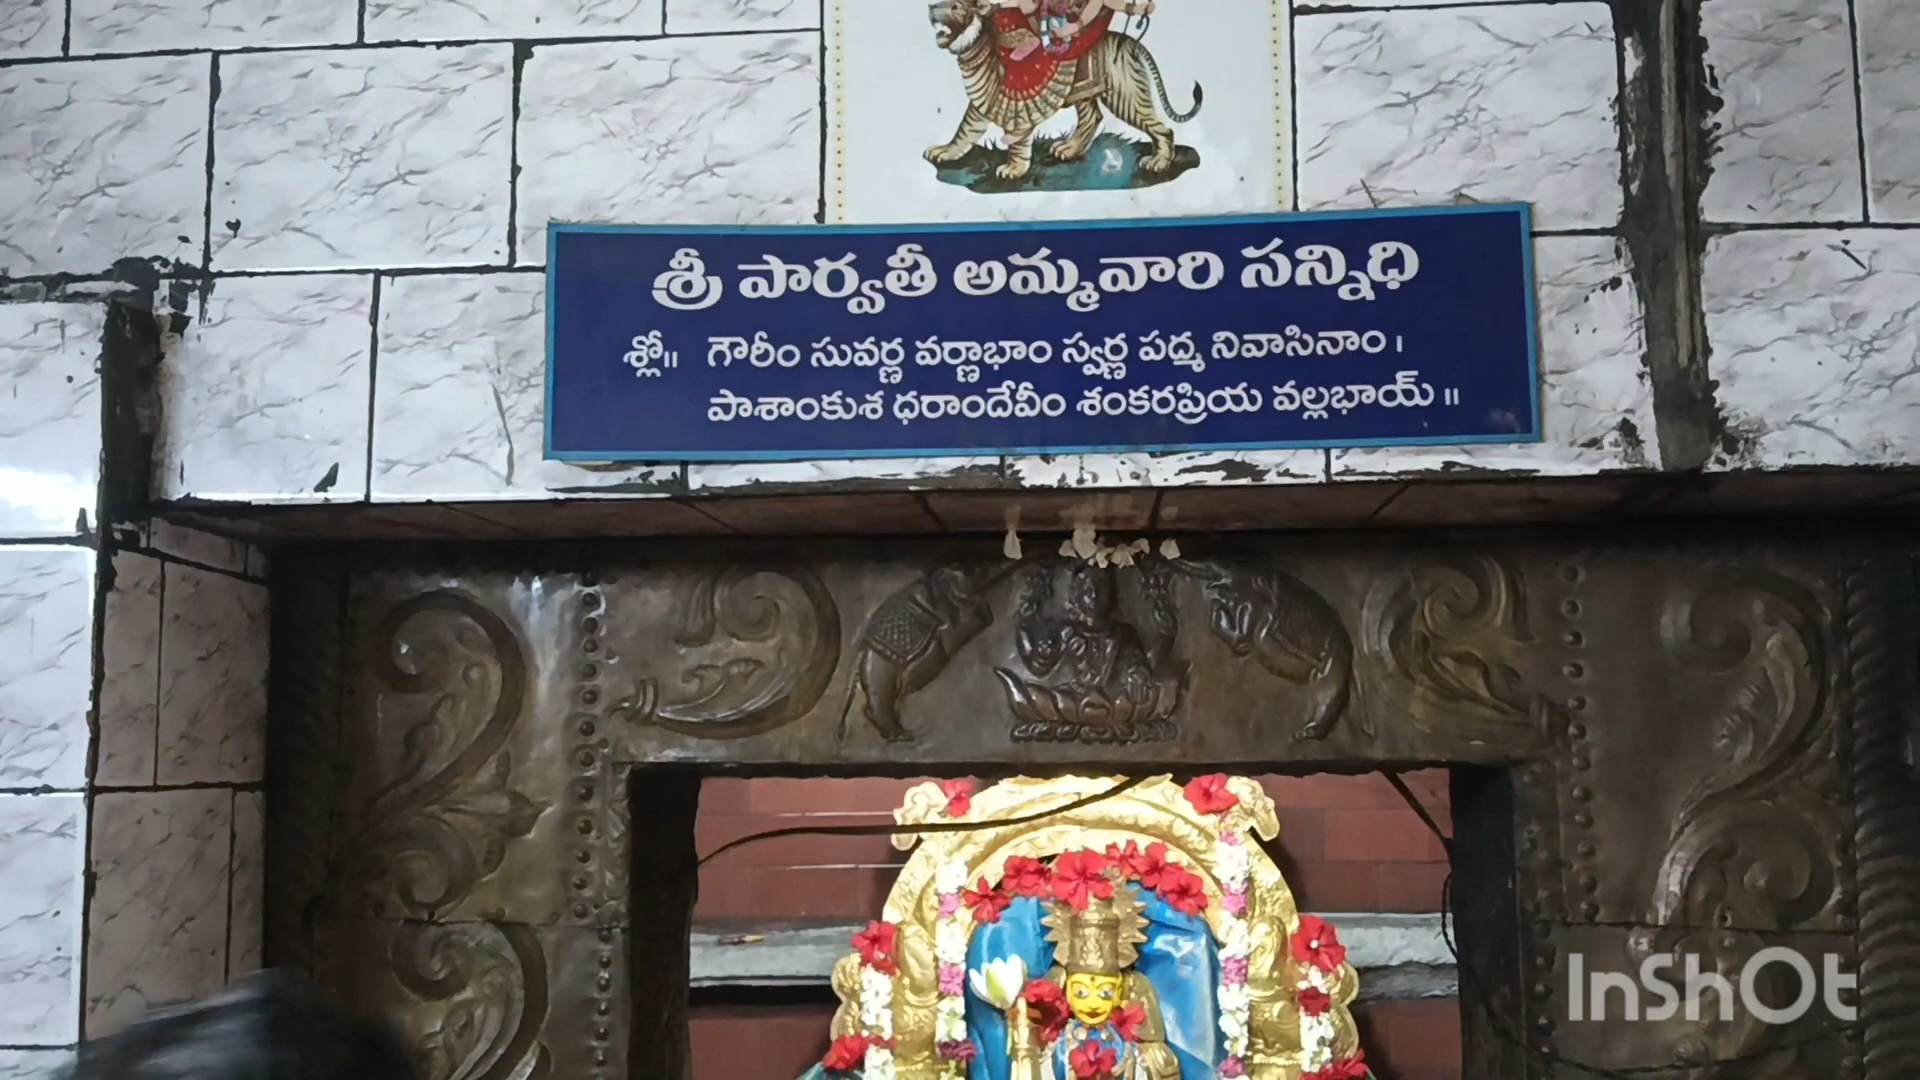 శ్రీ పార్వతీ అమ్మవారి సన్నిధి
శ్లో॥ గౌరీం సువర్ణ వర్ణాభాం స్వర్ణ పద్మ నివాసినాం।
పాశాంకుశ ధరాందేవీం శంకరప్రియ వల్లభాయ్ ॥
InShOt